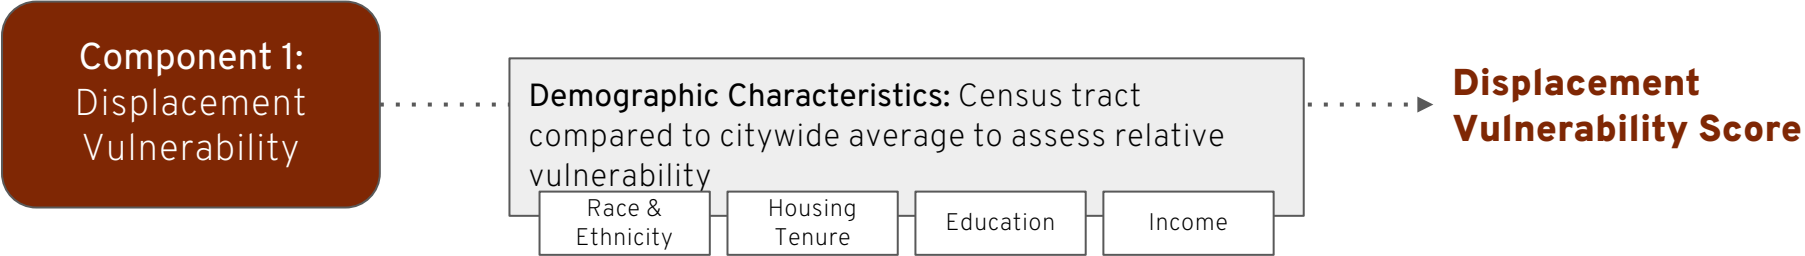 Component 1:
Displacement
Vulnerability
Demographic Characteristics: Census tract
compared to citywide average to assess relative
vulnerability
Race &
Ethnicity
Housing
Tenure
Education
Income
Displacement
Vulnerability Score